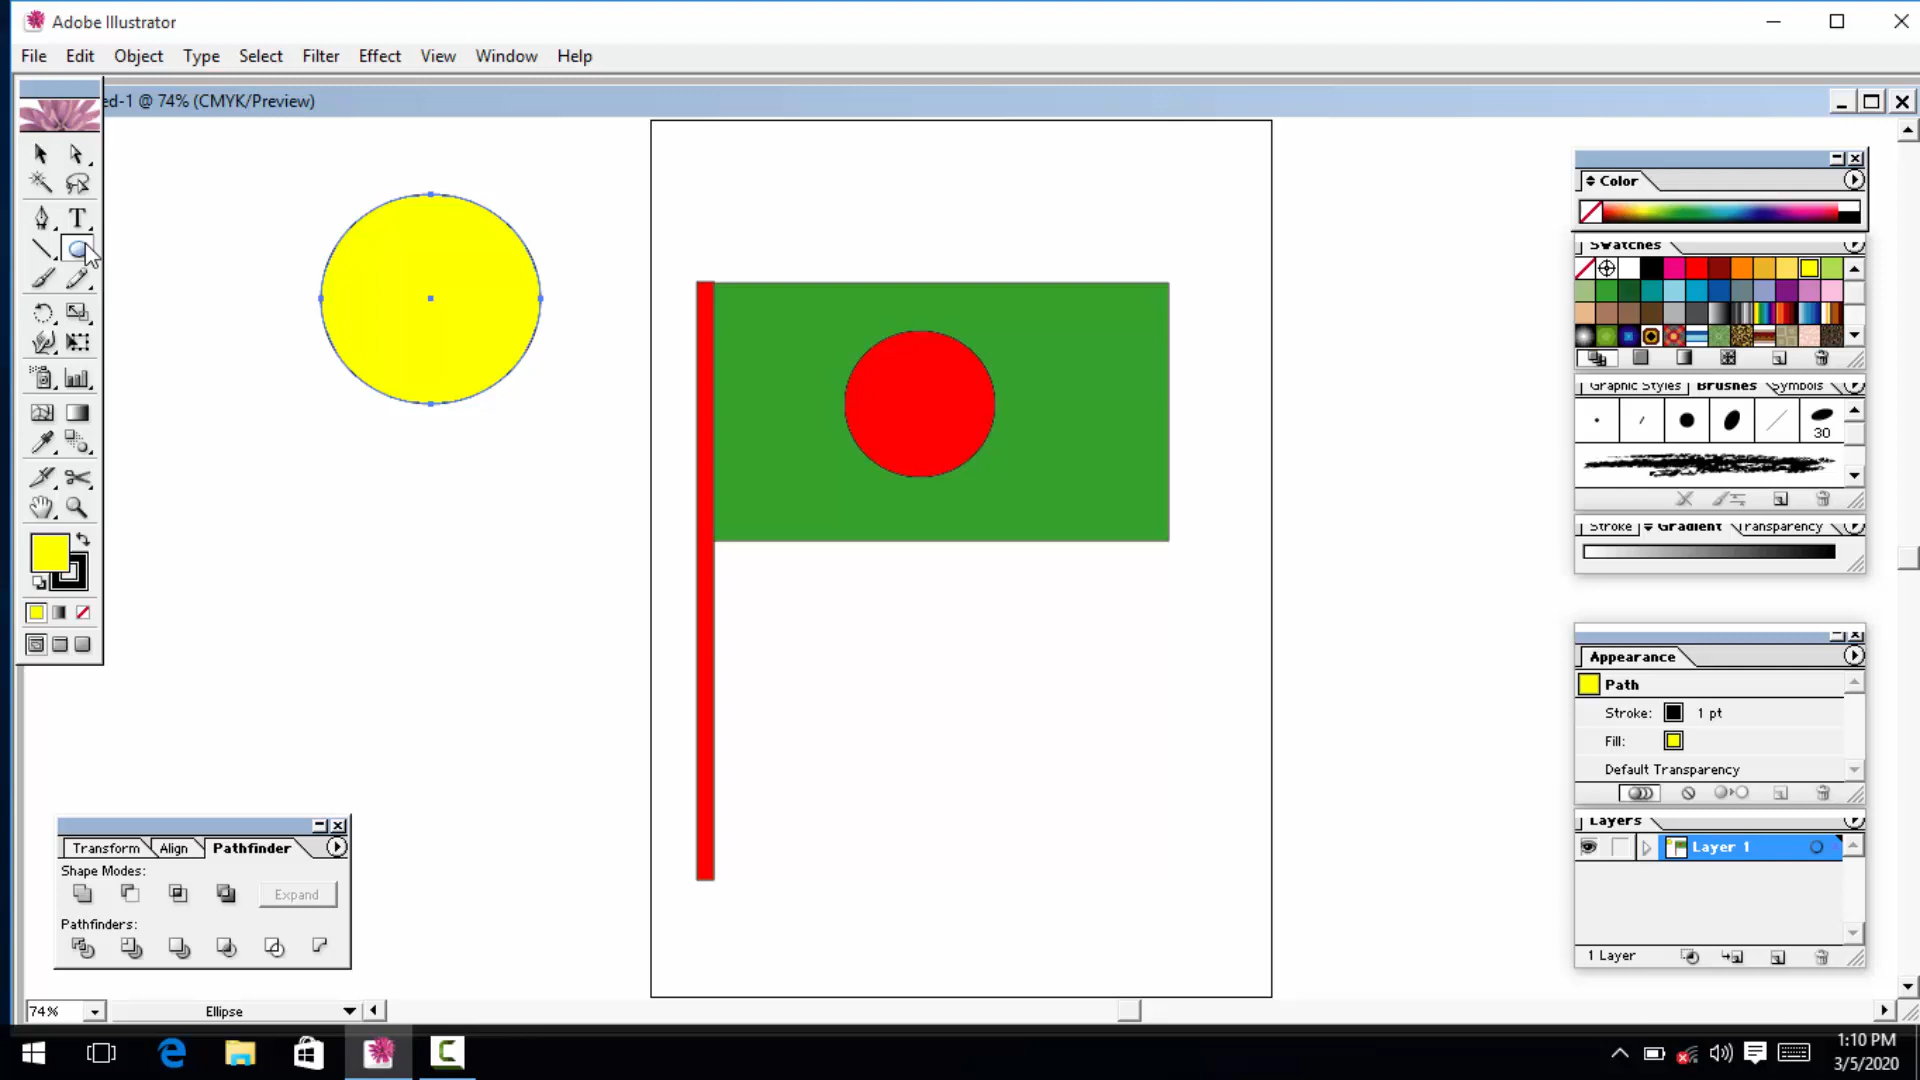 Adobe Illustrator
File Edit Object Type Select Filter Effect View Window Help
ed-1 @ 74% (CMYK/Preview)
T
Color
Swatches
Graphic Styles Brushes Symbols
30
Stroke Gradient Transparency
Appearance
Path
Stroke: 1 pt
Fill:
Default Transparency
Layers
Layer 1
1 Layer
Transform Align Pathfinder
Shape Modes:
Expand
Pathfinders:
74% Ellipse
1:10 PM
3/5/2020